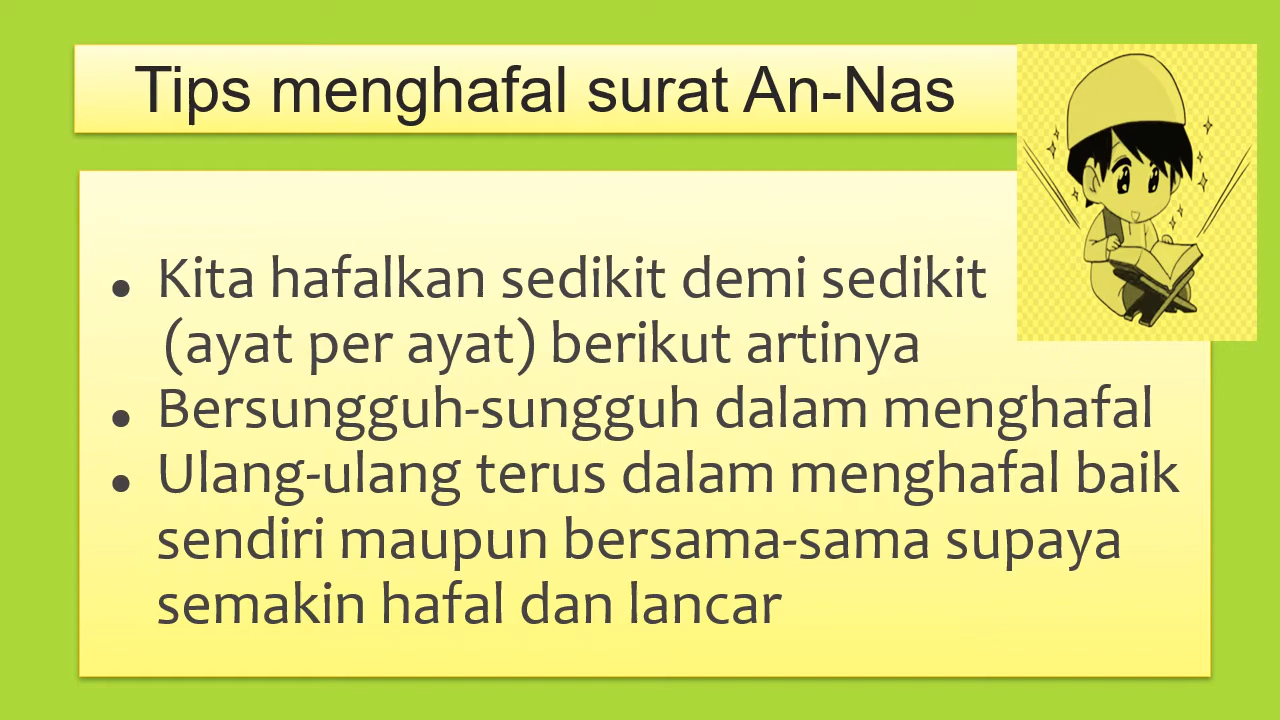 Tips menghafal surat An-Nas
• Kita hafalkan sedikit demi sedikit
(ayat per ayat) berikut artinya
• Bersungguh-sungguh dalam menghafal
• Ulang-ulang terus dalam menghafal baik
sendiri maupun bersama-sama supaya
semakin hafal dan lancar